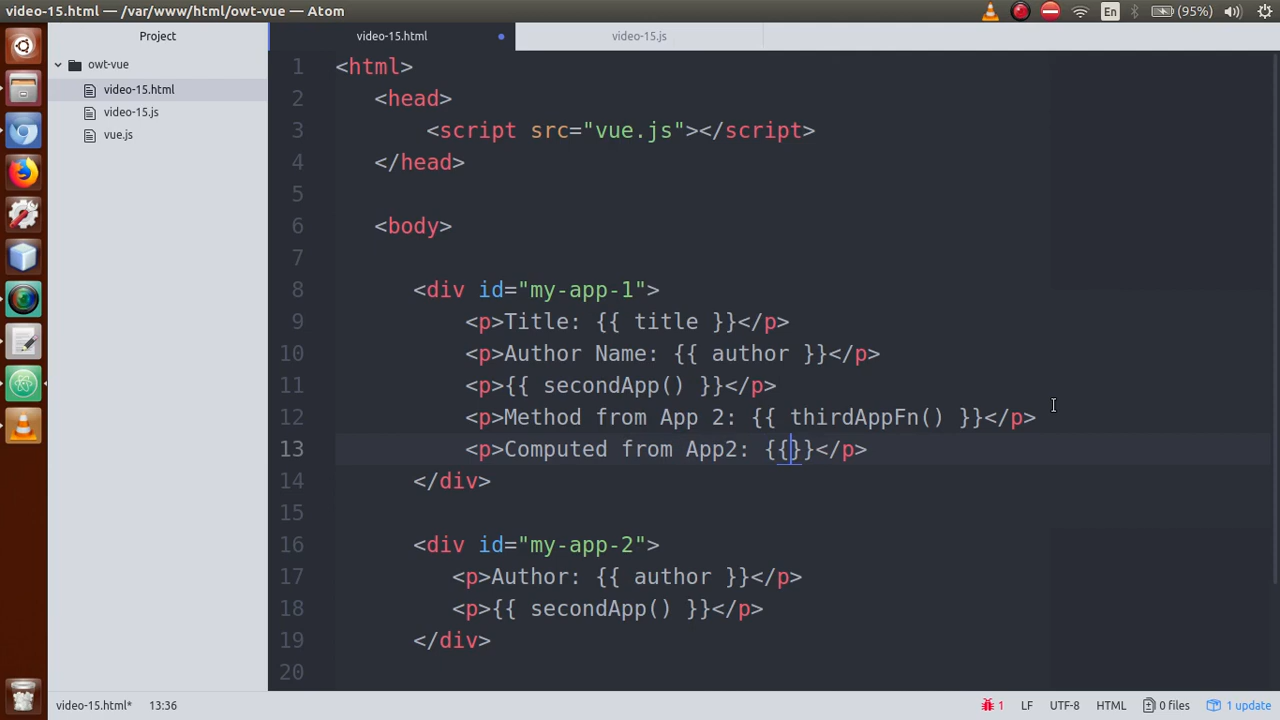 video-15.html — /var/www/html/owt-vue — Atom
En
(95%)
Project
video-15.html
video-15.js
owt-vue
video-15.html
video-15.js
vue.js
1 <html>
2 <head>
3 <script src="vue.js"></script>
4 </head>
5
6 <body>
7
8 <div id="my-app-1">
9 <p>Title: {{ title }}</p>
10 <p>Author Name: {{ author }}</p>
11 <p>{{ secondApp() }}</p>
12 <p>Method from App 2: {{ thirdAppFn() }}</p>
13 <p>Computed from App2: {{}}</p>
14 </div>
15
16 <div id="my-app-2">
17 <p>Author: {{ author }}</p>
18 <p>{{ secondApp() }}</p>
19 </div>
20
video-15.html* 13:36
1 LF UTF-8 HTML 0 files 1 update